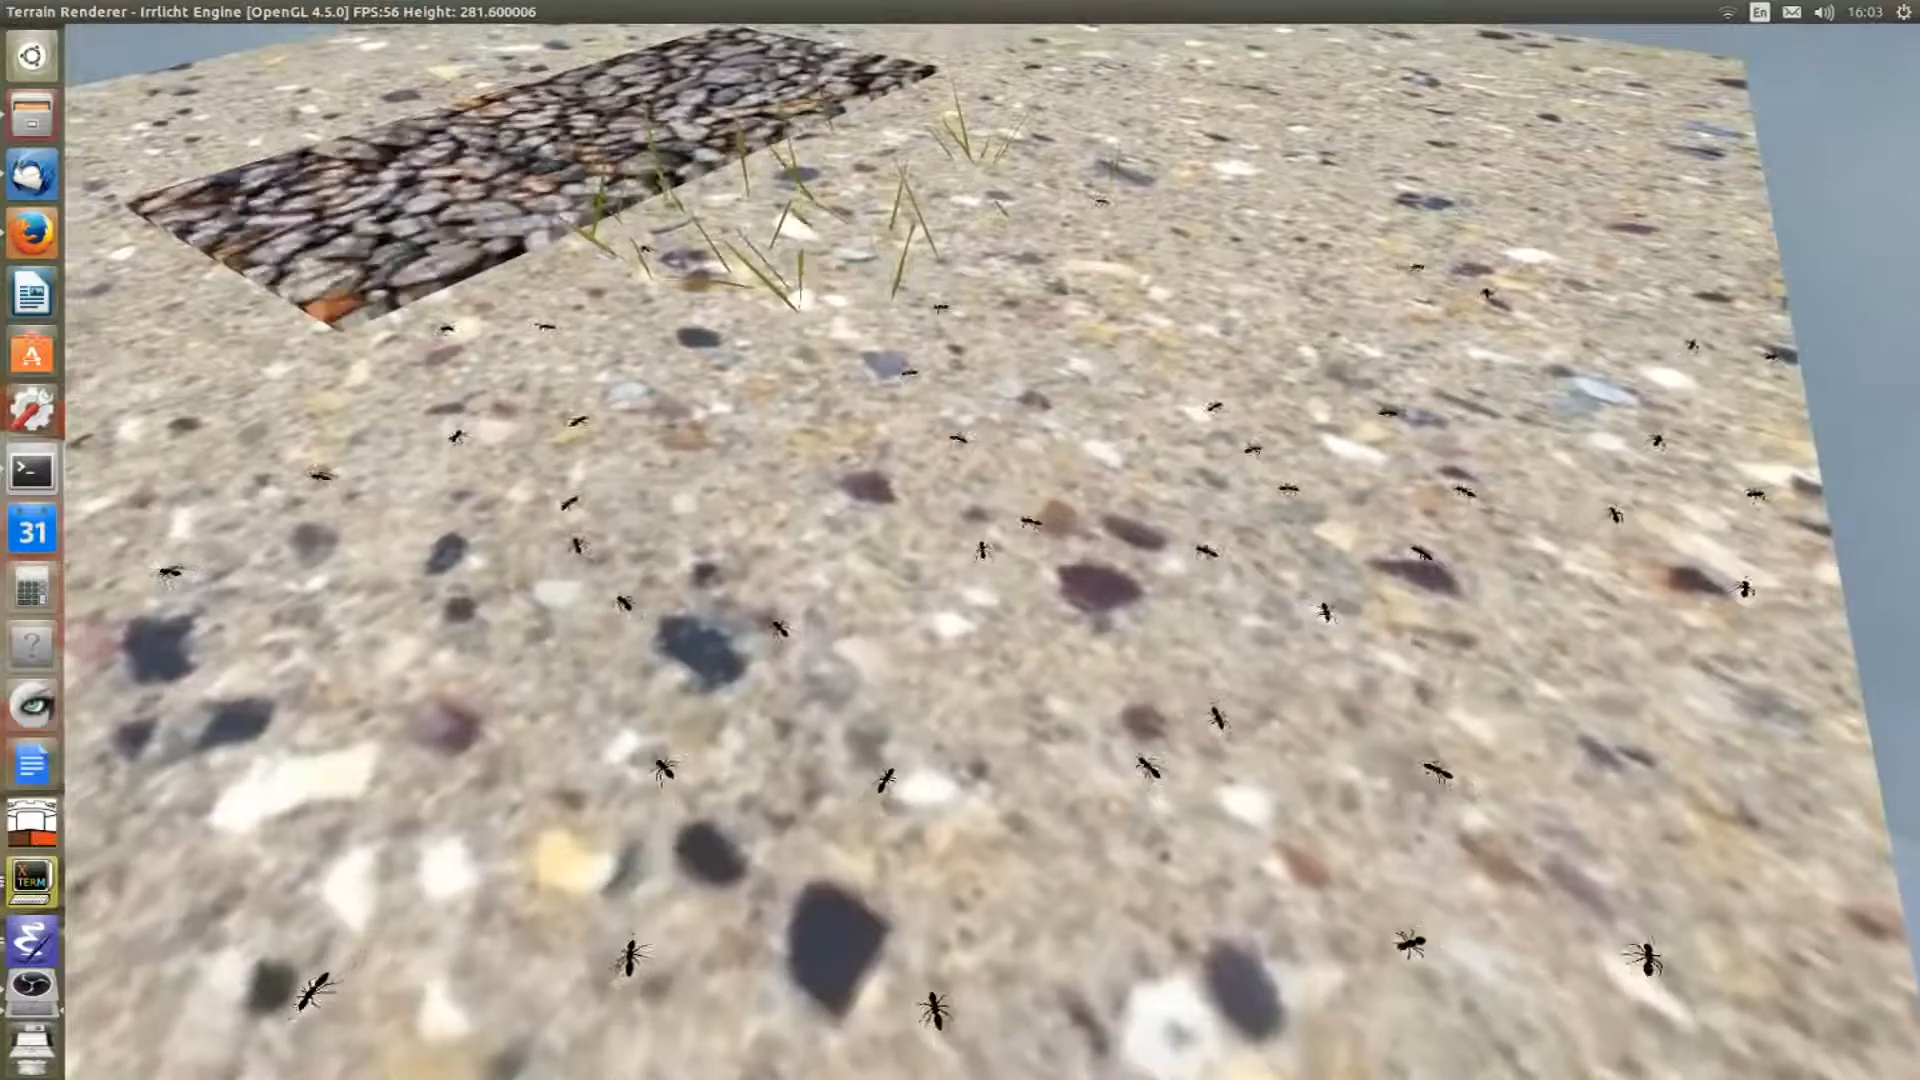 Terrain Renderer - Irrlicht Engine [OpenGL 4.5.0] FPS:56 Height: 281.600006
En
16:03
A
>_
31
?
X
TERM